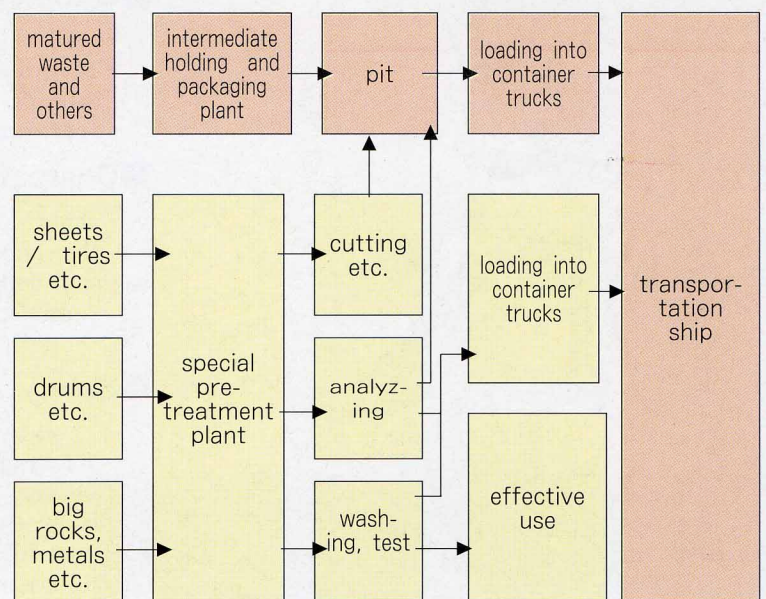 matured
waste
and
others
intermediate
holding and
packaging
plant
pit
loading into
container
trucks
sheets
/ tires
etc.
cutting
etc.
loading into
container
trucks
transpor-
tation
ship
drums
etc.
special
pre-
treatment
plant
analyz-
ing
big
rocks,
metals
etc.
wash-
ing, test
effective
use